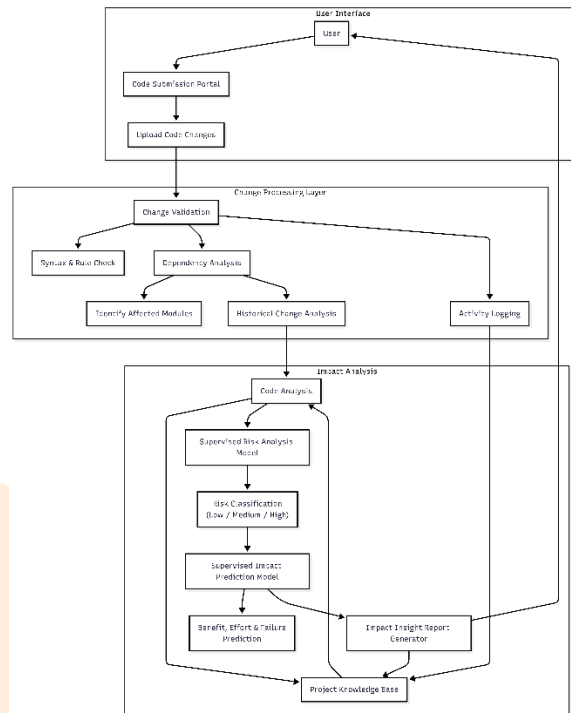 User Interface
User
Code Submission Portal
Upload Code Changes
Change Processing Layer
Change Validation
Syntax & Rule Check
Dependency Analysis
Identify Affected Modules
Historical Change Analysis
Activity Logging
Impact Analysis
Code Analysis
Supervised Risk Analysis
Model
Risk Classification
(Low / Medium / High)
Supervised Impact
Prediction Model
Benefit, Effort & Failure
Prediction
Impact Insight Report
Generator
Project Knowledge Base